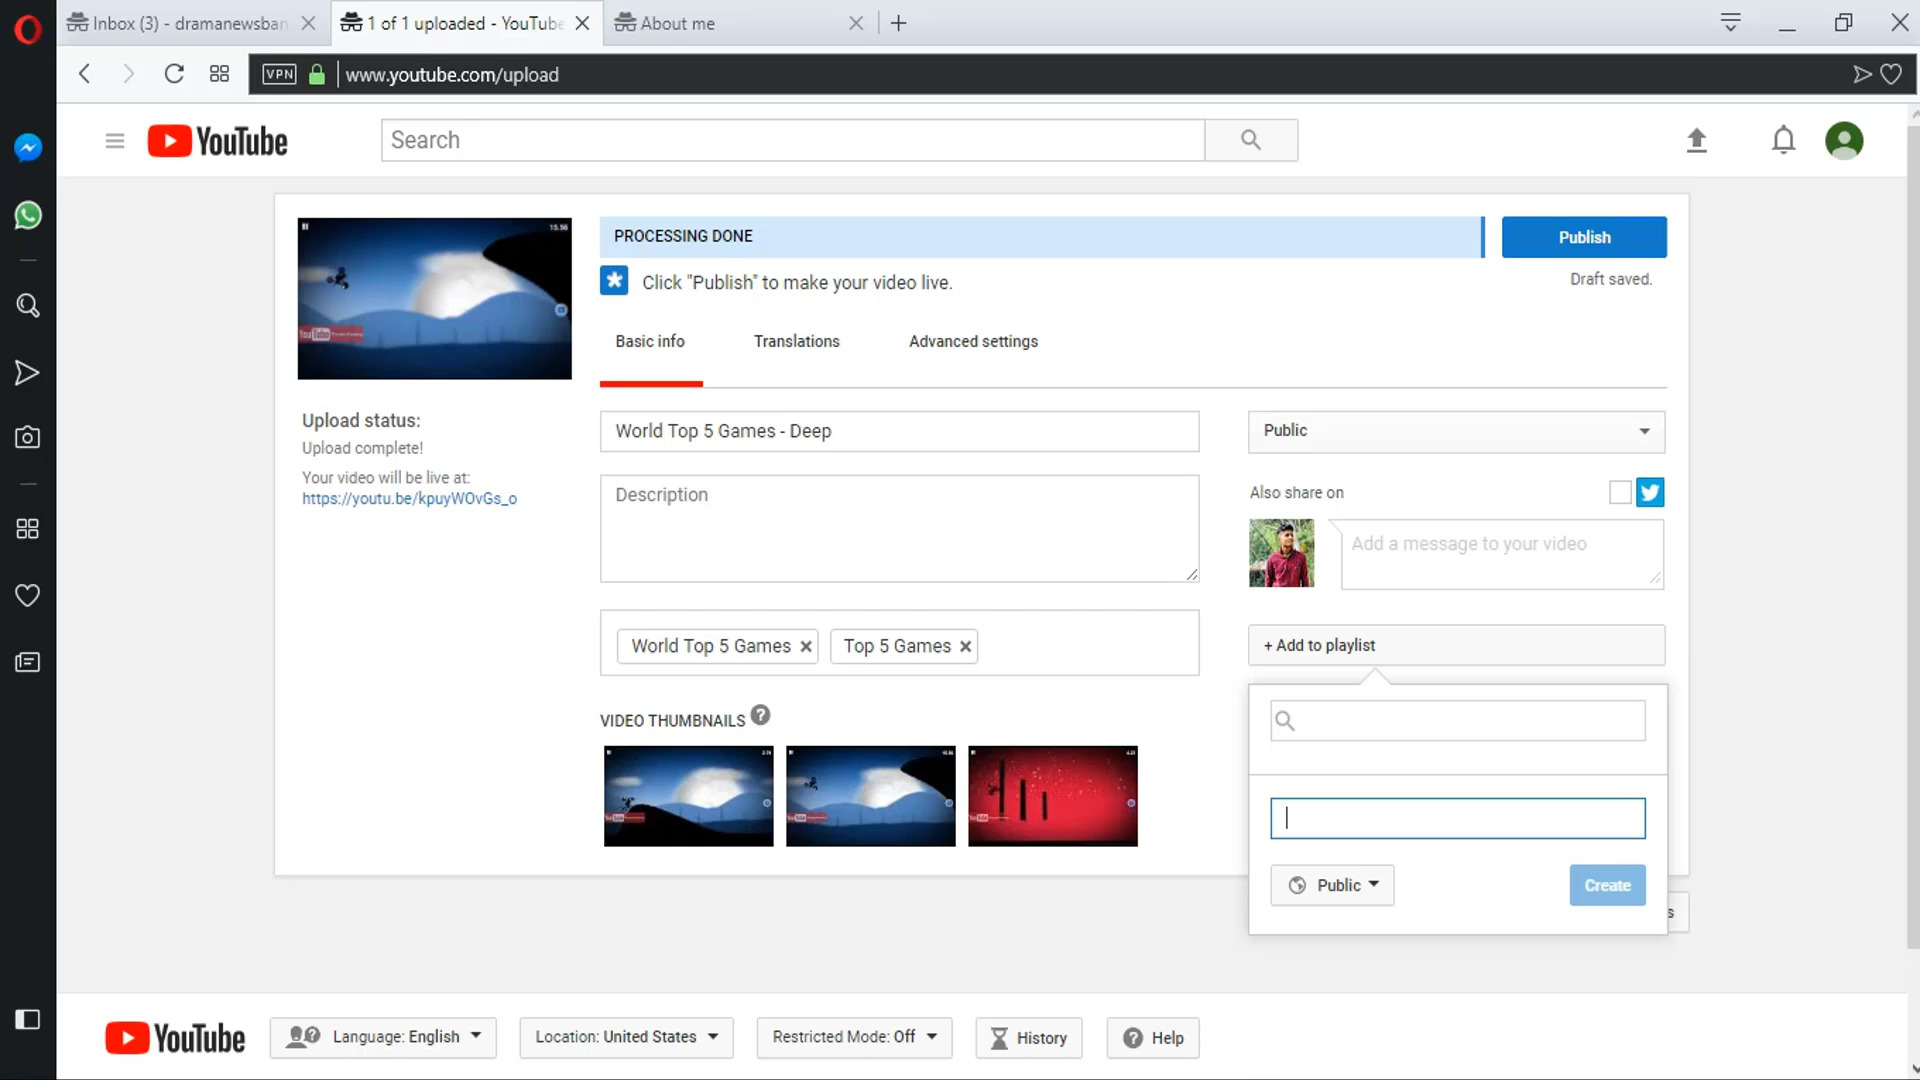 Inbox (3) - dramanewsban
1 of 1 uploaded - YouTube
About me
VPN
www.youtube.com/upload
YouTube
Search
PROCESSING DONE
Publish
Click "Publish" to make your video live.
Draft saved.
Basic info
Translations
Advanced settings
Upload status:
Upload complete!
Your video will be live at:
https://youtu.be/kpuyWOvGs_o
World Top 5 Games - Deep
Public
Description
Also share on
Add a message to your video
World Top 5 Games
Top 5 Games
+ Add to playlist
VIDEO THUMBNAILS
Public
Create
s
YouTube
Language: English
Location: United States
Restricted Mode: Off
History
Help